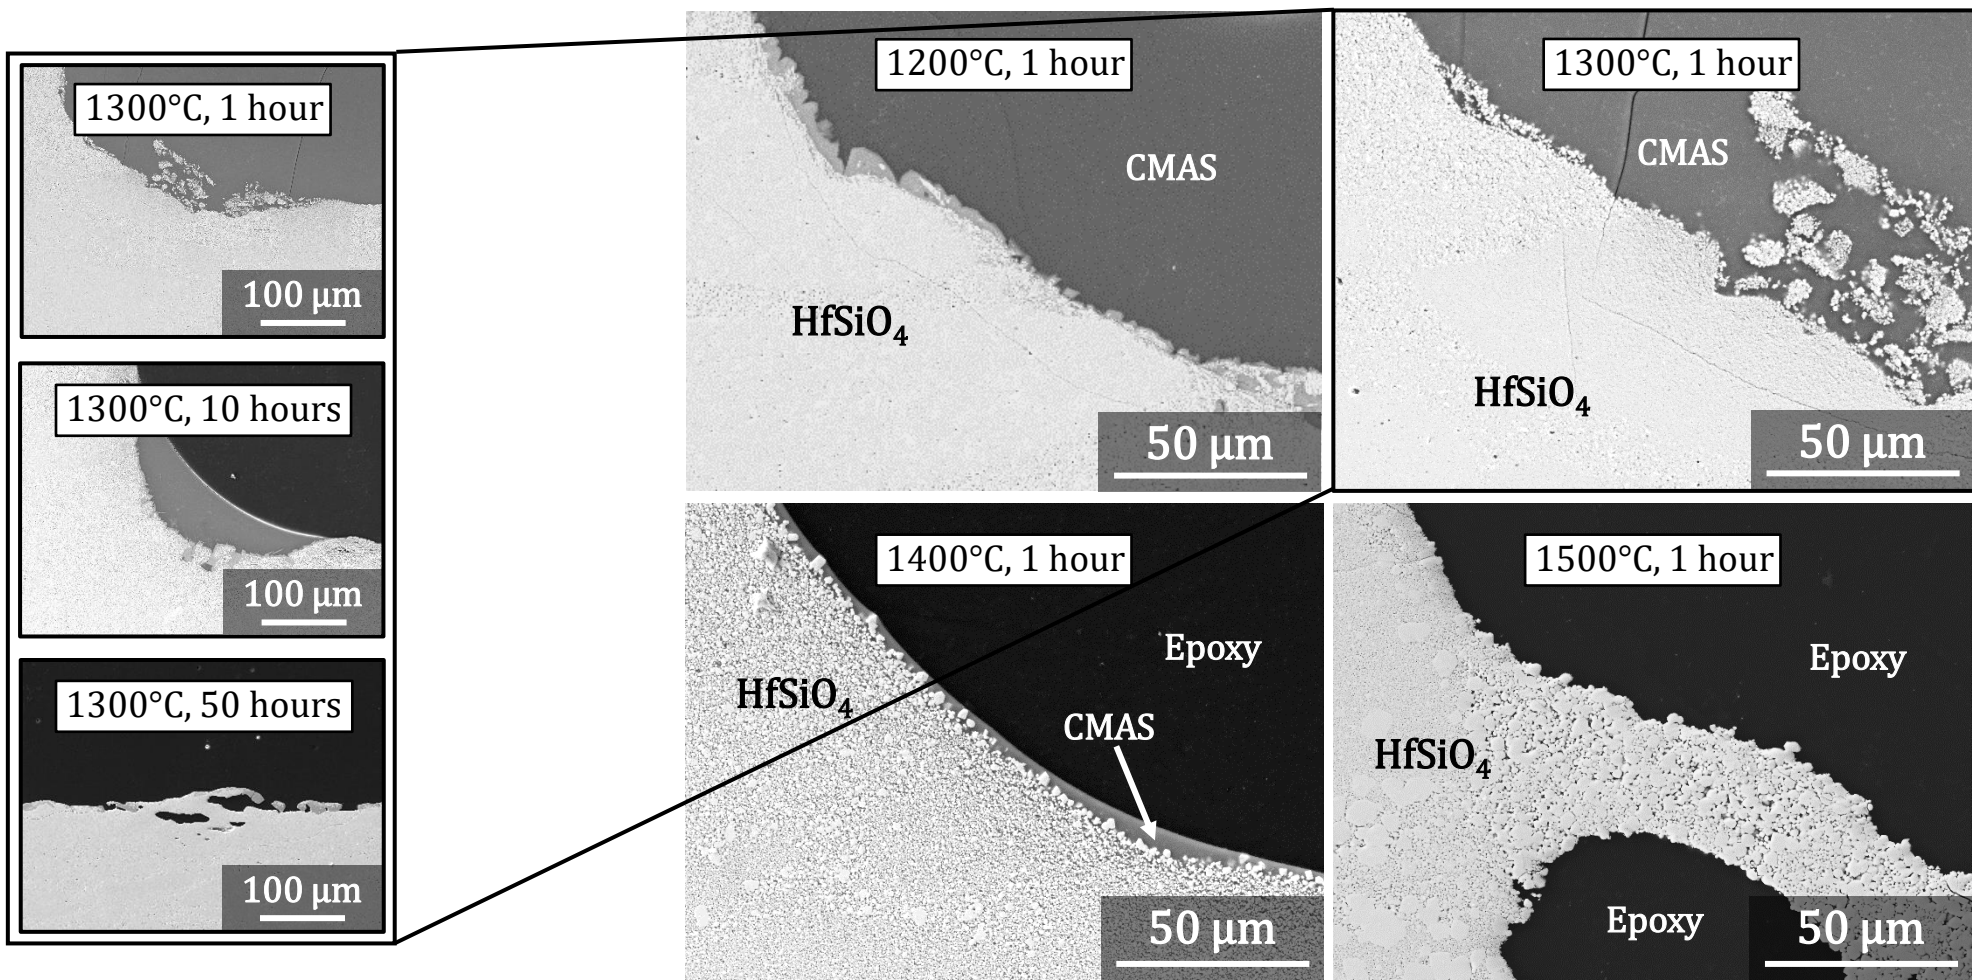 1300°C, 1 hour
100 μm
1300°C, 10 hours
100 μm
1300°C, 50 hours
100 μm
1200°C, 1 hour
CMAS
HfSiO₄
50 μm
1300°C, 1 hour
CMAS
HfSiO₄
50 μm
1400°C, 1 hour
Epoxy
HfSiO₄
CMAS
50 μm
1500°C, 1 hour
Epoxy
HfSiO₄
Epoxy
50 μm